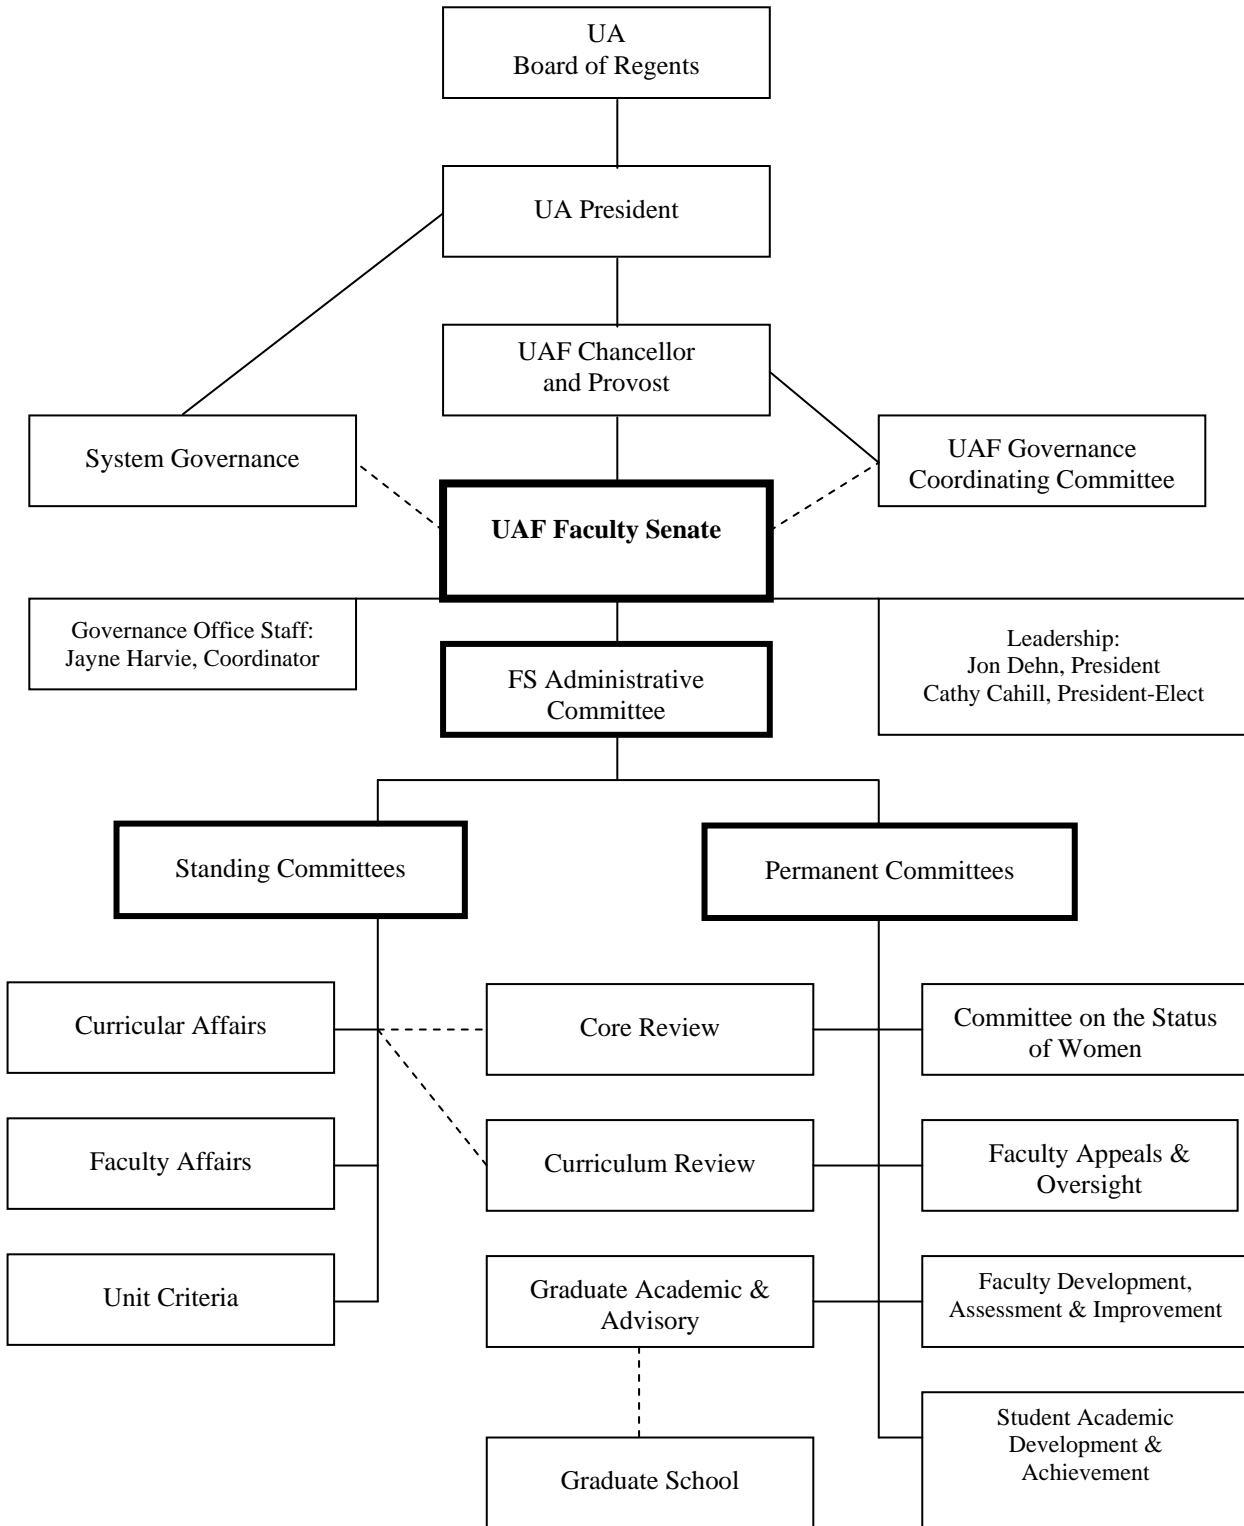 UA
Board of Regents
UA President
UAF Chancellor
and Provost
System Governance
UAF Governance
Coordinating Committee
UAF Faculty Senate
Governance Office Staff:
Jayne Harvie, Coordinator
Leadership:
Jon Dehn, President
Cathy Cahill, President-Elect
FS Administrative
Committee
Standing Committees
Permanent Committees
Curricular Affairs
Core Review
Committee on the Status
of Women
Faculty Affairs
Curriculum Review
Faculty Appeals &
Oversight
Unit Criteria
Graduate Academic &
Advisory
Faculty Development,
Assessment & Improvement
Graduate School
Student Academic
Development &
Achievement